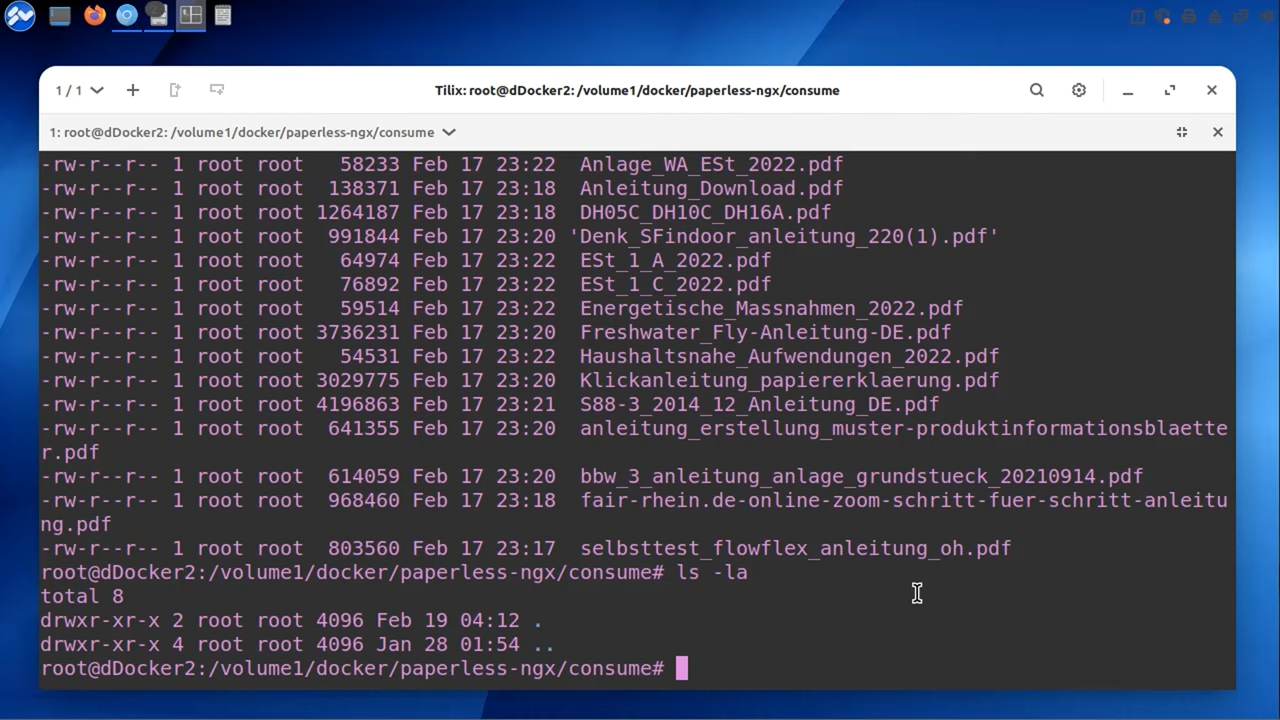 1 / 1
Tilix: root@dDocker2: /volume1/docker/paperless-ngx/consume
1: root@dDocker2: /volume1/docker/paperless-ngx/consume
-rw-r--r-- 1 root root   58233 Feb 17 23:22  Anlage_WA_ESt_2022.pdf
-rw-r--r-- 1 root root  138371 Feb 17 23:18  Anleitung_Download.pdf
-rw-r--r-- 1 root root 1264187 Feb 17 23:18  DH05C_DH10C_DH16A.pdf
-rw-r--r-- 1 root root  991844 Feb 17 23:20 'Denk_SFindoor_anleitung_220(1).pdf'
-rw-r--r-- 1 root root   64974 Feb 17 23:22  ESt_1_A_2022.pdf
-rw-r--r-- 1 root root   76892 Feb 17 23:22  ESt_1_C_2022.pdf
-rw-r--r-- 1 root root   59514 Feb 17 23:22  Energetische_Massnahmen_2022.pdf
-rw-r--r-- 1 root root 3736231 Feb 17 23:20  Freshwater_Fly-Anleitung-DE.pdf
-rw-r--r-- 1 root root   54531 Feb 17 23:22  Haushaltsnahe_Aufwendungen_2022.pdf
-rw-r--r-- 1 root root 3029775 Feb 17 23:20  Klickanleitung_papiererklaerung.pdf
-rw-r--r-- 1 root root 4196863 Feb 17 23:21  S88-3_2014_12_Anleitung_DE.pdf
-rw-r--r-- 1 root root  641355 Feb 17 23:20  anleitung_erstellung_muster-produktinformationsblaette
r.pdf
-rw-r--r-- 1 root root  614059 Feb 17 23:20  bbw_3_anleitung_anlage_grundstueck_20210914.pdf
-rw-r--r-- 1 root root  968460 Feb 17 23:18  fair-rhein.de-online-zoom-schritt-fuer-schritt-anleitu
ng.pdf
-rw-r--r-- 1 root root  803560 Feb 17 23:17  selbsttest_flowflex_anleitung_oh.pdf
root@dDocker2:/volume1/docker/paperless-ngx/consume# ls -la
total 8
drwxr-xr-x 2 root root 4096 Feb 19 04:12 .
drwxr-xr-x 4 root root 4096 Jan 28 01:54 ..
root@dDocker2:/volume1/docker/paperless-ngx/consume#